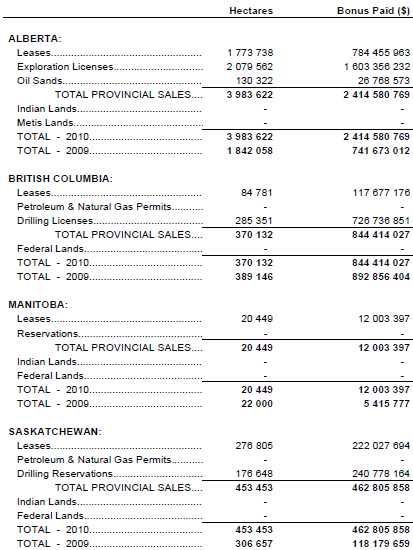 Hectares Bonus Paid ($)
ALBERTA:
Leases 1 773 738 784 455 963
Exploration Licenses 2 079 562 1 603 356 232
Oil Sands 130 322 26 768 573
TOTAL PROVINCIAL SALES 3 983 622 2 414 580 769
Indian Lands - -
Metis Lands - -
TOTAL - 2010 3 983 622 2 414 580 769
TOTAL - 2009 1 842 058 741 673 012
BRITISH COLUMBIA:
Leases 84 781 117 677 176
Petroleum & Natural Gas Permits - -
Drilling Licenses 285 351 726 736 851
TOTAL PROVINCIAL SALES 370 132 844 414 027
Federal Lands - -
TOTAL - 2010 370 132 844 414 027
TOTAL - 2009 389 146 892 856 404
MANITOBA:
Leases 20 449 12 003 397
Reservations - -
TOTAL PROVINCIAL SALES 20 449 12 003 397
Indian Lands - -
Federal Lands - -
TOTAL - 2010 20 449 12 003 397
TOTAL - 2009 22 000 5 415 777
SASKATCHEWAN:
Leases 276 805 222 027 694
Petroleum & Natural Gas Permits - -
Drilling Reservations 176 648 240 778 164
TOTAL PROVINCIAL SALES 453 453 462 805 858
Indian Lands - -
Federal Lands - -
TOTAL - 2010 453 453 462 805 858
TOTAL - 2009 306 657 118 179 659